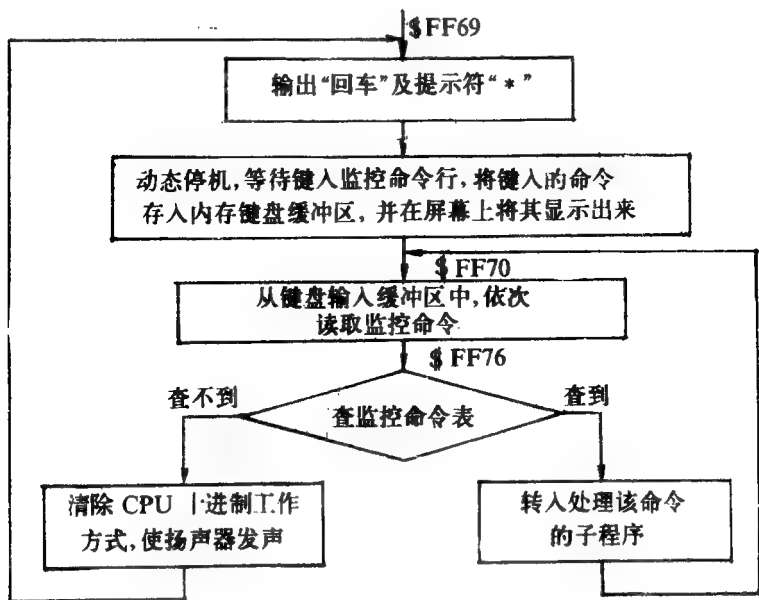 $FF69
输出“回车”及提示符“*”
动态停机,等待键入监控命令行,将键入的命令
存入内存键盘缓冲区,并在屏幕上将其显示出来
$FF70
从键盘输入缓冲区中,依次
读取监控命令
$FF76
查不到
查到
查监控命令表
清除 CPU 十进制工作
方式,使扬声器发声
转入处理该命令
的子程序